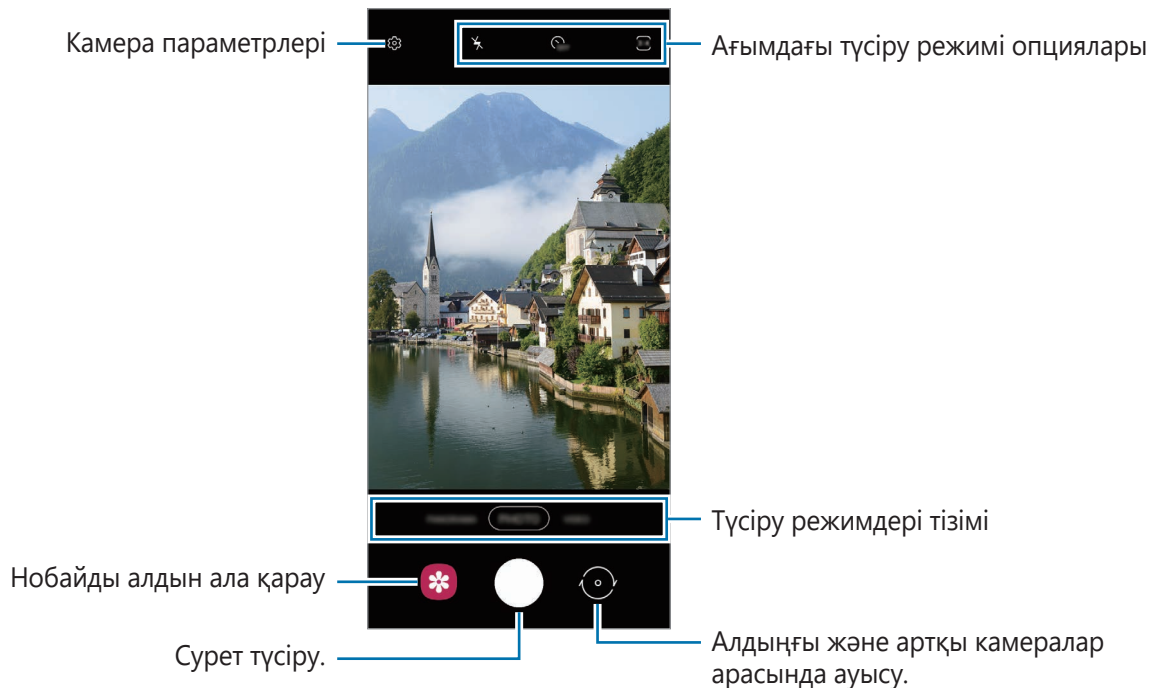 Камера параметрлері
Ағымдағы түсіру режимі опциялары
Түсіру режимдері тізімі
Нобайды алдын ала қарау
Сурет түсіру.
Алдыңғы және артқы камералар
арасында ауысу.